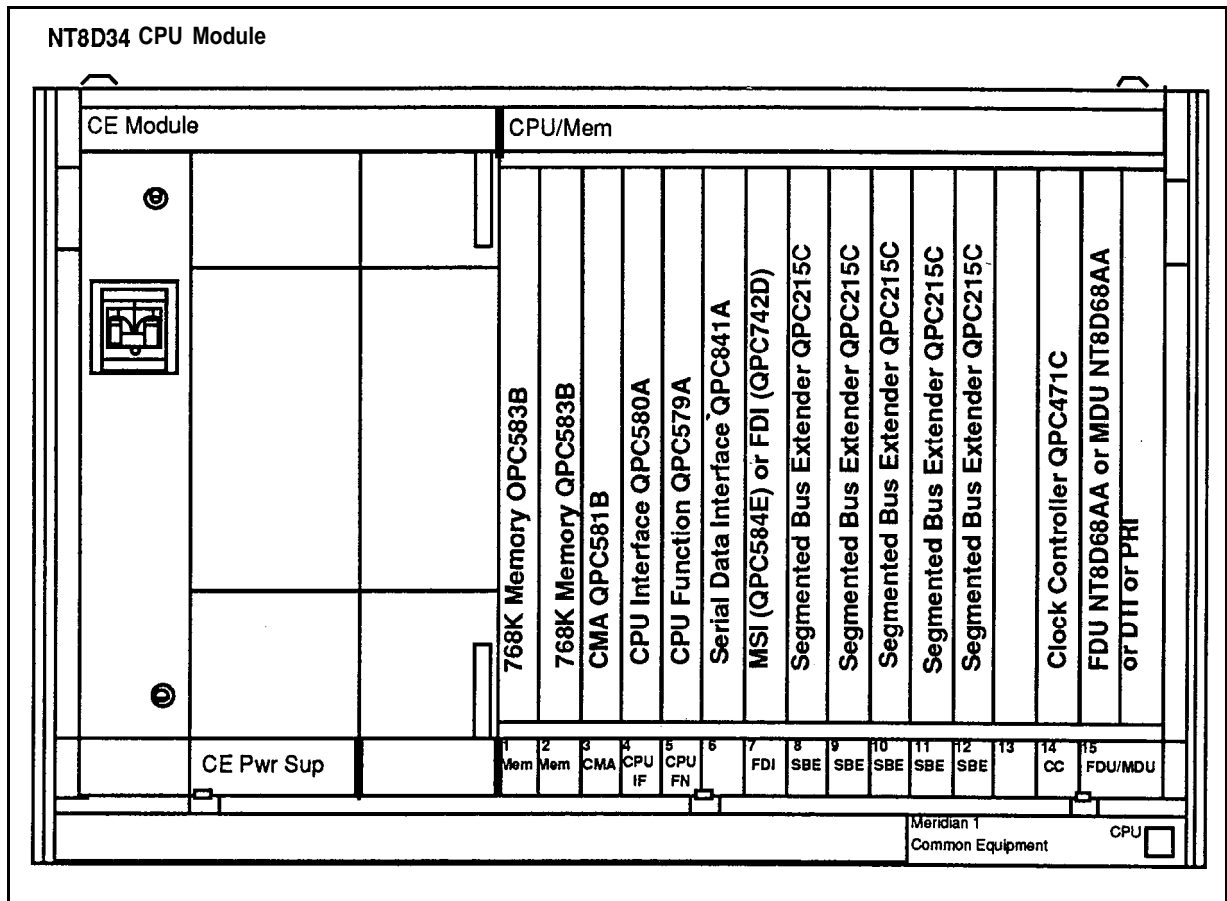 NT8D34 CPU Module
CE Module
CPU/Mem
768K Memory OPC583B
768K Memory QPC583B
CMA QPC581B
CPU Interface QPC580A
CPU Function QPC579A
Serial Data Interface QPC841A
MSI (QPC584E) or FDI (QPC742D)
Segmented Bus Extender QPC215C
Segmented Bus Extender QPC215C
Segmented Bus Extender QPC215C
Segmented Bus Extender QPC215C
Segmented Bus Extender QPC215C
Clock Controller QPC471C
FDU NT8D68AA or MDU NT8D68AA
or DTI or PRI
CE Pwr Sup
1
Mem
2
Mem
3
CMA
4
CPU
IF
5
CPU
FN
6
7
FDI
8
SBE
9
SBE
10
SBE
11
SBE
12
SBE
13
14
CC
15
FDU/MDU
Meridian 1
Common Equipment
CPU